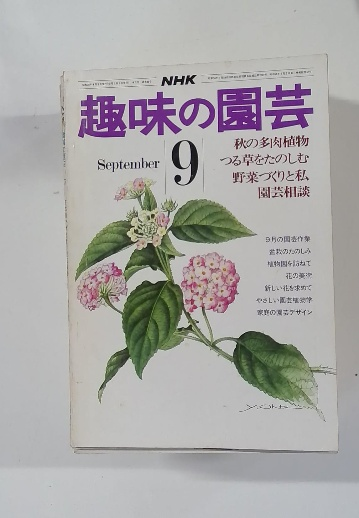 NHK
趣味の園芸
September
9
秋の多肉植物
つる草をたのしむ
野菜づくりと私
園芸相談
9月の園芸作業
盆栽のたのしみ
植物園を訪ねて
花の美術
新しい花を求めて
やさしい園芸植物学
家庭の園芸デザイン